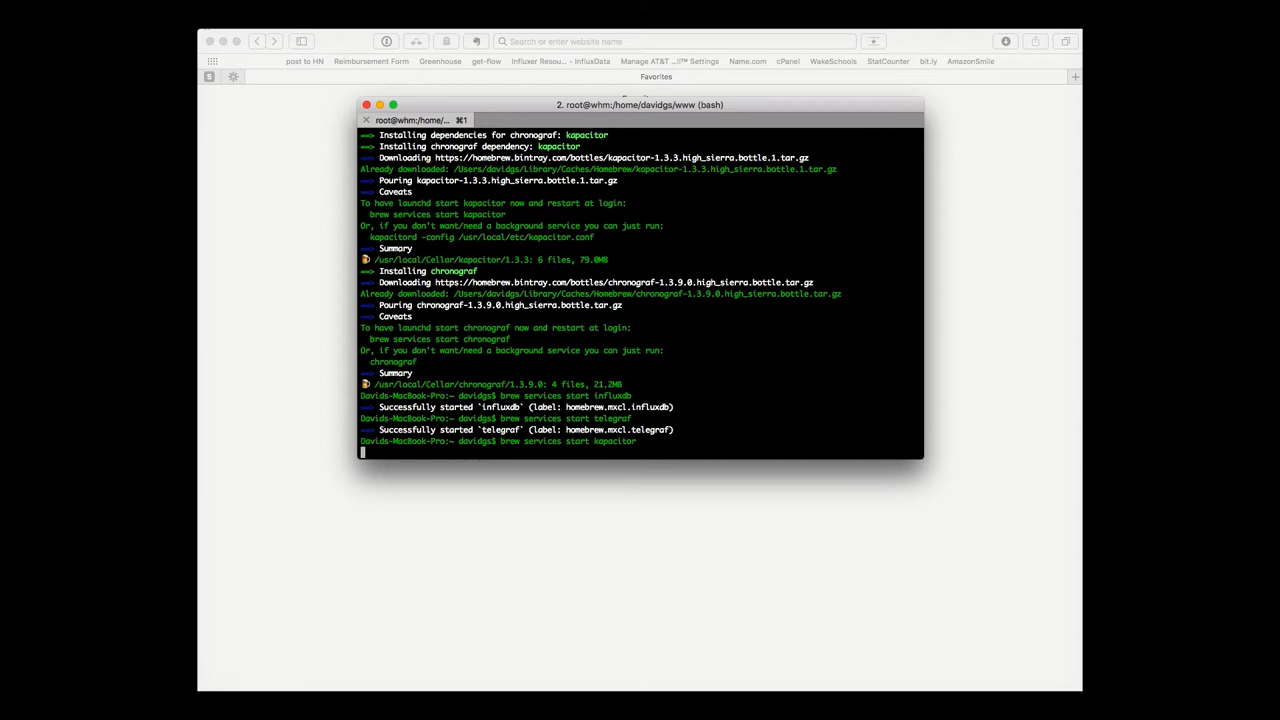 Search or enter website name
post to HN Reimbursement Form Greenhouse get-flow Influxer Resou... - InfluxData Manage AT&T ...ll™ Settings Name.com cPanel WakeSchools StatCounter bit.ly AmazonSmile
S Favorites +
2. root@whm:/home/davidgs/www (bash)
root@whm:/home/... ⌘1
==> Installing dependencies for chronograf: kapacitor
==> Installing chronograf dependency: kapacitor
==> Downloading https://homebrew.bintray.com/bottles/kapacitor-1.3.3.high_sierra.bottle.1.tar.gz
Already downloaded: /Users/davidgs/Library/Caches/Homebrew/kapacitor-1.3.3.high_sierra.bottle.1.tar.gz
==> Pouring kapacitor-1.3.3.high_sierra.bottle.1.tar.gz
==> Caveats
To have launchd start kapacitor now and restart at login:
brew services start kapacitor
Or, if you don't want/need a background service you can just run:
kapacitord -config /usr/local/etc/kapacitor.conf
==> Summary
/usr/local/Cellar/kapacitor/1.3.3: 6 files, 79.0MB
==> Installing chronograf
==> Downloading https://homebrew.bintray.com/bottles/chronograf-1.3.9.0.high_sierra.bottle.tar.gz
Already downloaded: /Users/davidgs/Library/Caches/Homebrew/chronograf-1.3.9.0.high_sierra.bottle.tar.gz
==> Pouring chronograf-1.3.9.0.high_sierra.bottle.tar.gz
==> Caveats
To have launchd start chronograf now and restart at login:
brew services start chronograf
Or, if you don't want/need a background service you can just run:
chronograf
==> Summary
/usr/local/Cellar/chronograf/1.3.9.0: 4 files, 21.2MB
Davids-MacBook-Pro:~ davidgs$ brew services start influxdb
==> Successfully started `influxdb` (label: homebrew.mxcl.influxdb)
Davids-MacBook-Pro:~ davidgs$ brew services start telegraf
==> Successfully started `telegraf` (label: homebrew.mxcl.telegraf)
Davids-MacBook-Pro:~ davidgs$ brew services start kapacitor